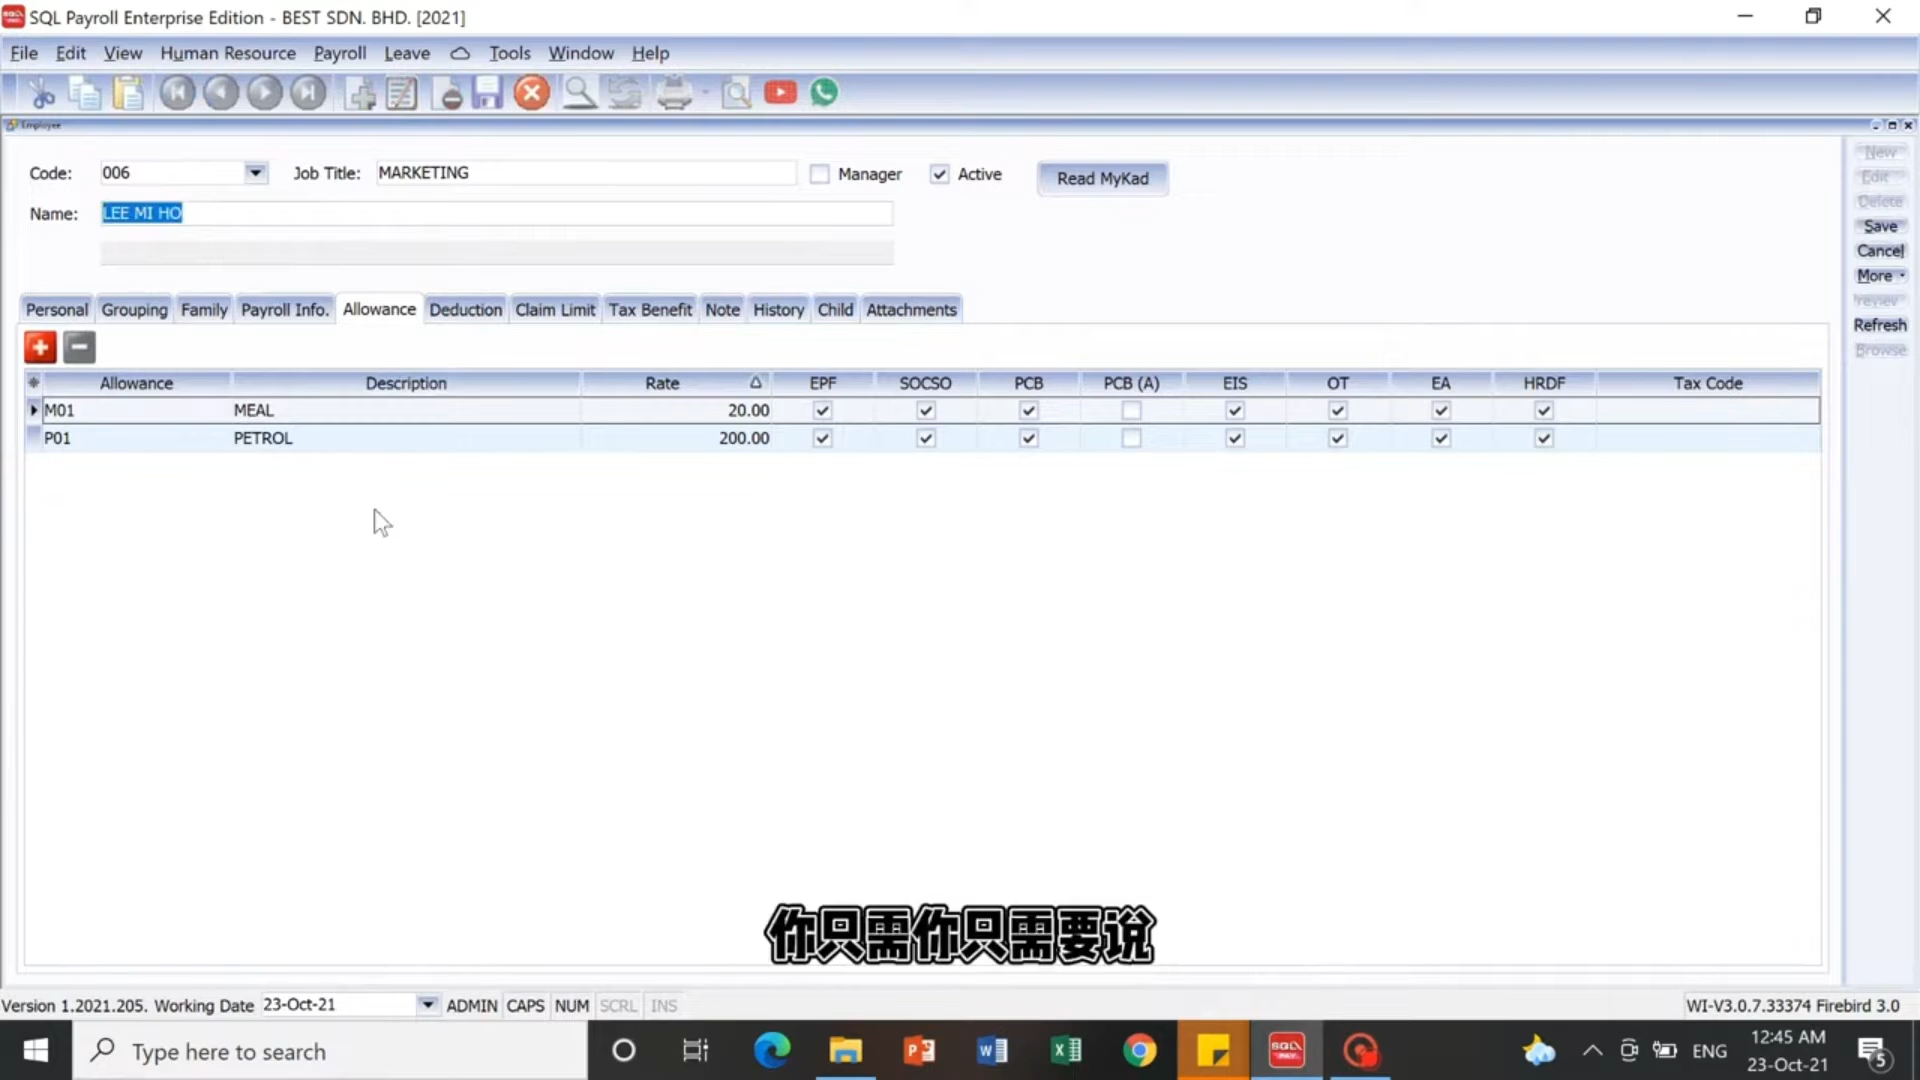 SQL Payroll Enterprise Edition - BEST SDN. BHD. [2021]
File Edit View Human Resource Payroll Leave Tools Window Help
Employee
Code: 006 Job Title: MARKETING Manager Active Read MyKad
Name: LEE MI HO
New
Edit
Delete
Save
Cancel
More
Refresh
Browse
Personal Grouping Family Payroll Info. Allowance Deduction Claim Limit Tax Benefit Note History Child Attachments
Allowance Description Rate EPF SOCSO PCB PCB (A) EIS OT EA HRDF Tax Code
M01 MEAL 20.00
P01 PETROL 200.00
你只需你只需要说
Version 1.2021.205. Working Date 23-Oct-21 ADMIN CAPS NUM SCRL INS WI-V3.0.7.33374 Firebird 3.0
Type here to search
ENG
12:45 AM
23-Oct-21
5